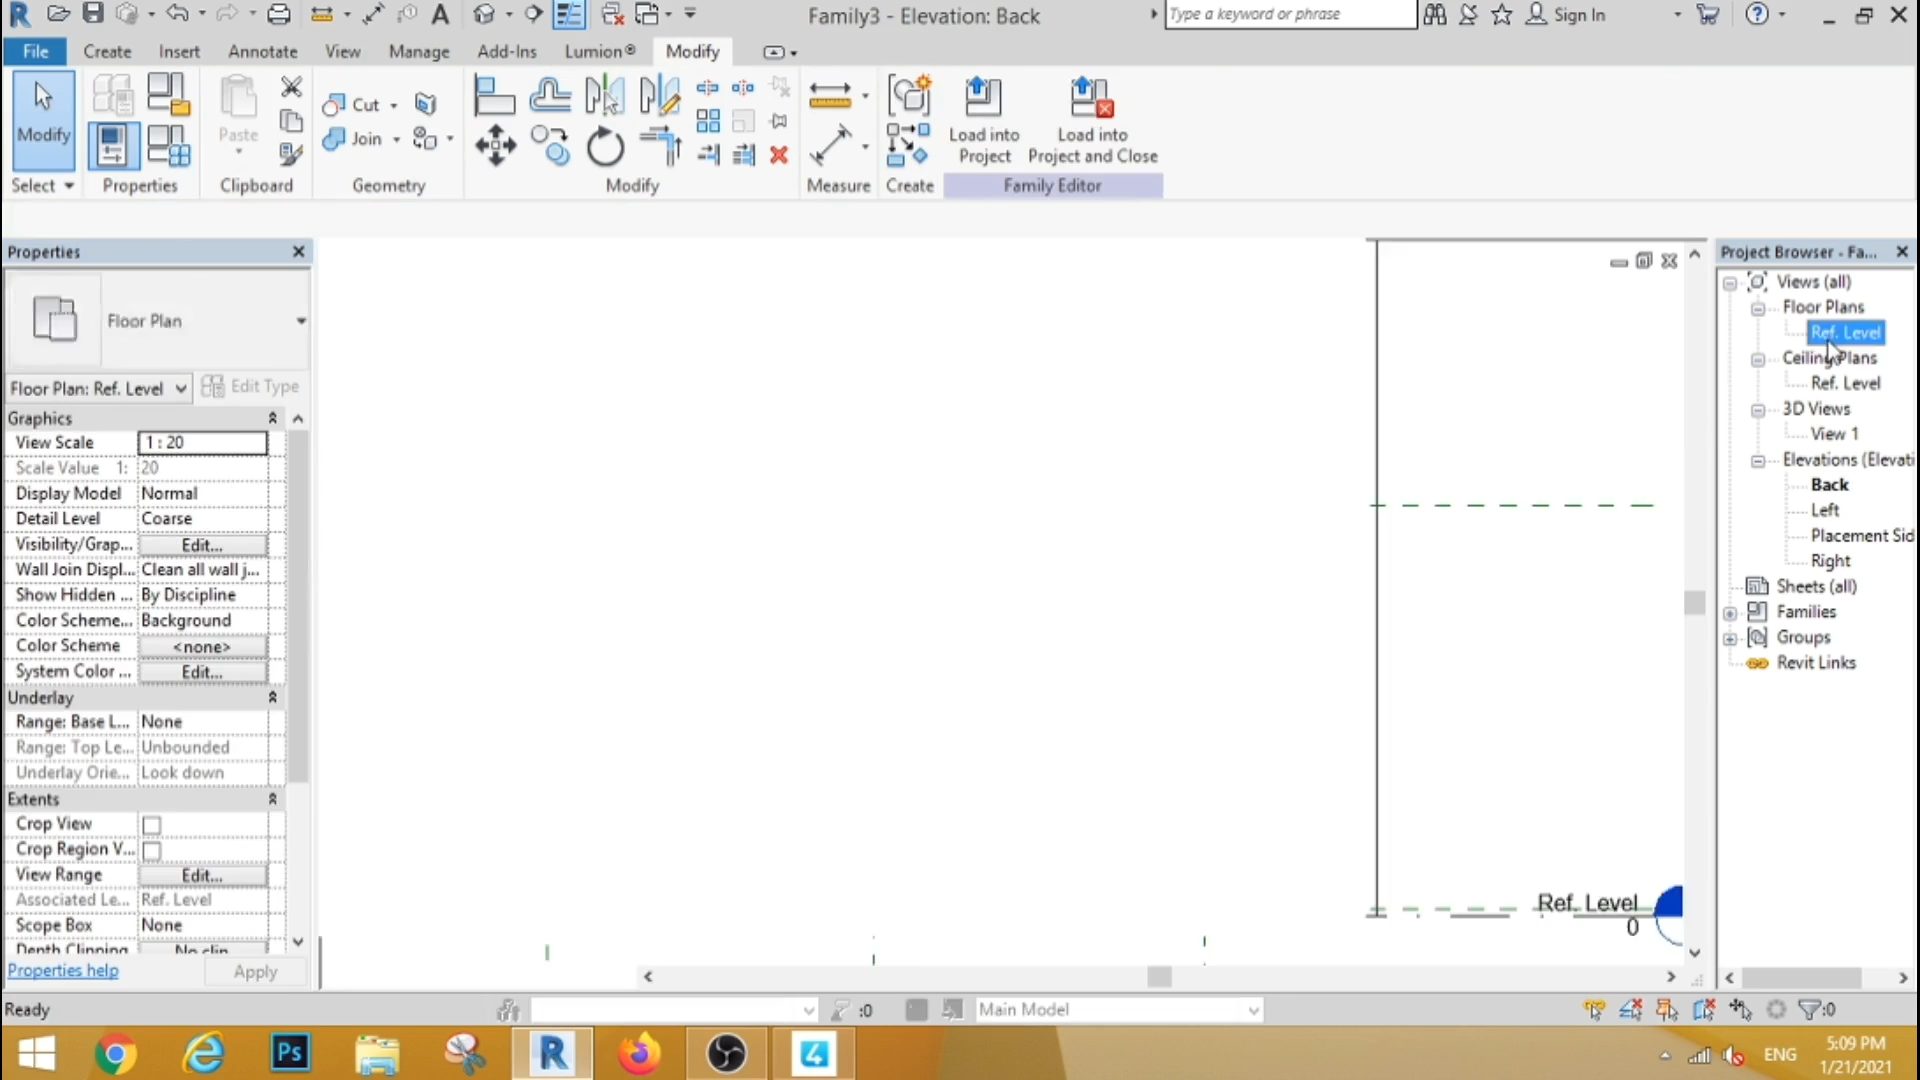 Family3 - Elevation: Back
Type a keyword or phrase
Sign In
File
Create
Insert
Annotate
View
Manage
Add-Ins
Lumion®
Modify
Modify
Paste
Cut
Join
Load into
Project
Load into
Project and Close
Select
Properties
Clipboard
Geometry
Modify
Measure
Create
Family Editor
Properties
Floor Plan
Floor Plan: Ref. Level
Edit Type
Graphics
View Scale 1 : 20
Scale Value 1: 20
Display Model Normal
Detail Level Coarse
Visibility/Grap... Edit...
Wall Join Displ... Clean all wall j...
Show Hidden ... By Discipline
Color Scheme... Background
Color Scheme <none>
System Color ... Edit...
Underlay
Range: Base L... None
Range: Top Le... Unbounded
Underlay Orie... Look down
Extents
Crop View
Crop Region V...
View Range Edit...
Associated Le... Ref. Level
Scope Box None
Depth Clipping No clip
Properties help
Apply
Ref. Level
0
Project Browser - Fa...
Views (all)
Floor Plans
Ref. Level
Ceiling Plans
Ref. Level
3D Views
View 1
Elevations (Elevati
Back
Left
Placement Sid
Right
Sheets (all)
Families
Groups
Revit Links
Ready
:0
Main Model
:0
Ps
R
4
ENG
5:09 PM
1/21/2021